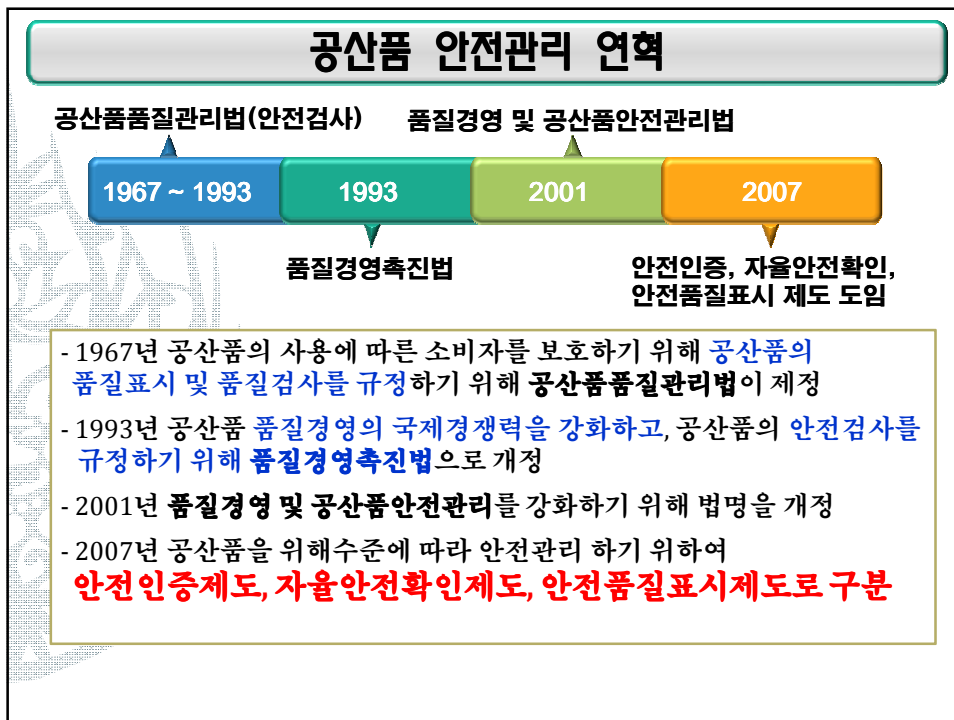 공산품 안전관리 연혁
공산품품질관리법(안전검사)
품질경영 및 공산품안전관리법
1967 ~ 1993
1993
2001
2007
품질경영촉진법
안전인증, 자율안전확인,
안전품질표시 제도 도임
- 1967년 공산품의 사용에 따른 소비자를 보호하기 위해 공산품의
품질표시 및 품질검사를 규정하기 위해 공산품품질관리법이 제정
- 1993년 공산품 품질경영의 국제경쟁력을 강화하고, 공산품의 안전검사를
규정하기 위해 품질경영촉진법으로 개정
- 2001년 품질경영 및 공산품안전관리를 강화하기 위해 법명을 개정
- 2007년 공산품을 위해수준에 따라 안전관리 하기 위하여
안전인증제도, 자율안전확인제도, 안전품질표시제도로 구분